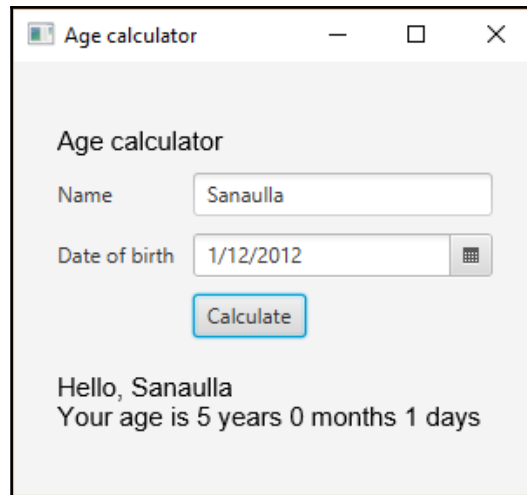 Age calculator
Age calculator
Name Sanaulla
Date of birth 1/12/2012
Calculate
Hello, Sanaulla
Your age is 5 years 0 months 1 days